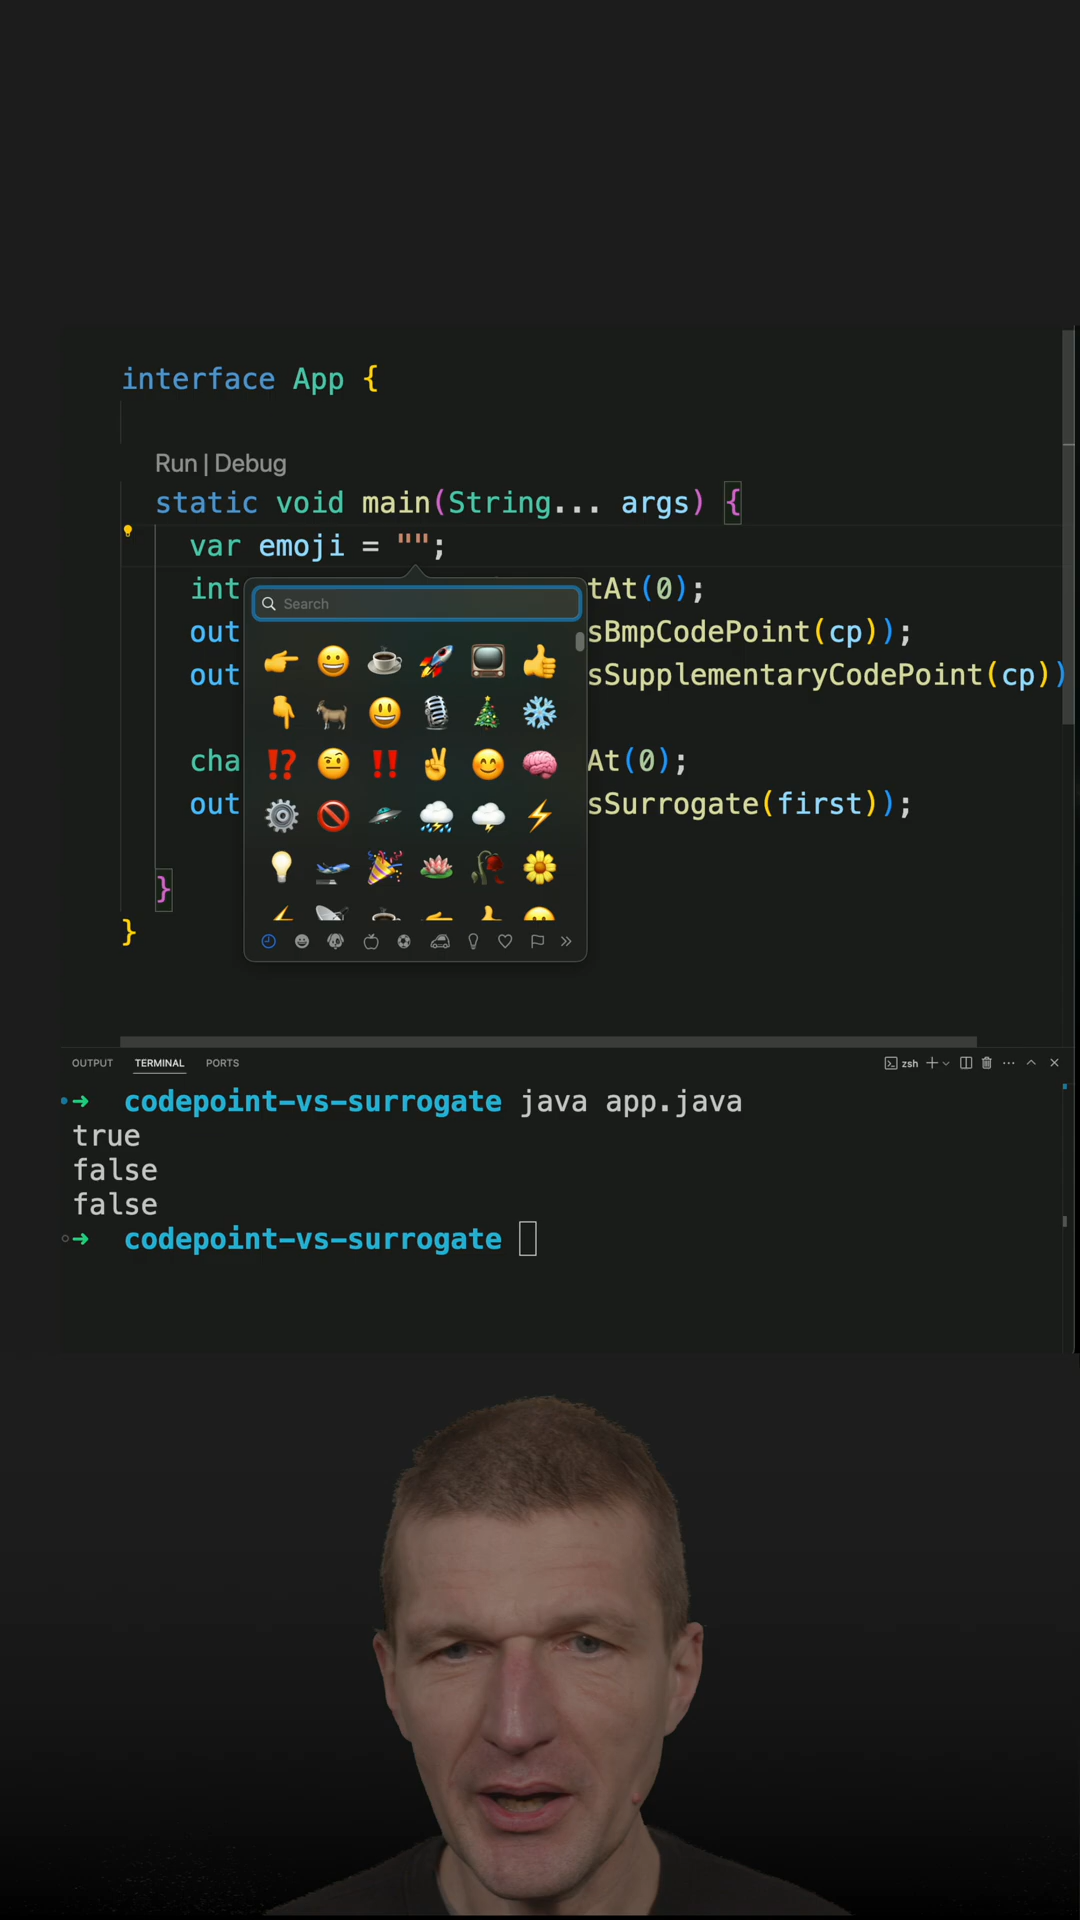 interface App {
Run | Debug
static void main(String... args) {
var emoji = "";
int tAt(0);
Search
out sBmpCodePoint(cp));
out sSupplementaryCodePoint(cp))
cha At(0);
out sSurrogate(first));
}
}
OUTPUT TERMINAL PORTS zsh
codepoint-vs-surrogate java app.java
true
false
false
codepoint-vs-surrogate